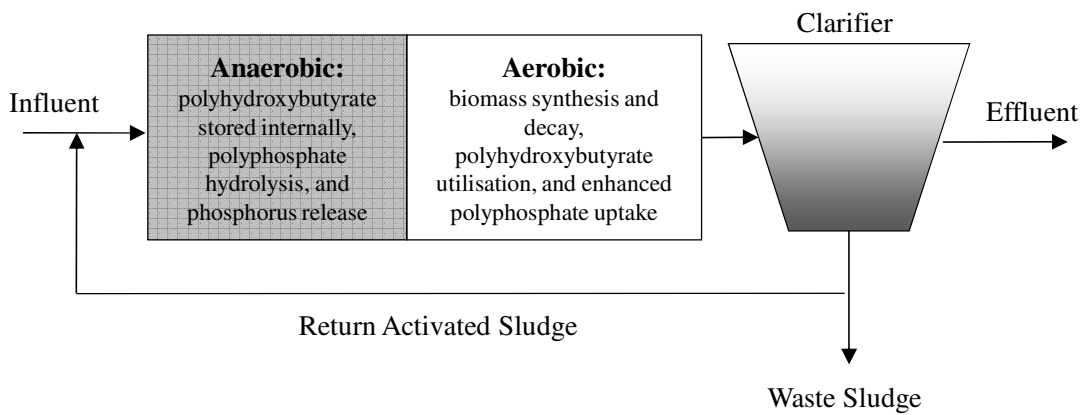 Clarifier
Influent
Anaerobic:
polyhydroxybutyrate
stored internally,
polyphosphate
hydrolysis, and
phosphorus release
Aerobic:
biomass synthesis and
decay,
polyhydroxybutyrate
utilisation, and enhanced
polyphosphate uptake
Effluent
Return Activated Sludge
Waste Sludge